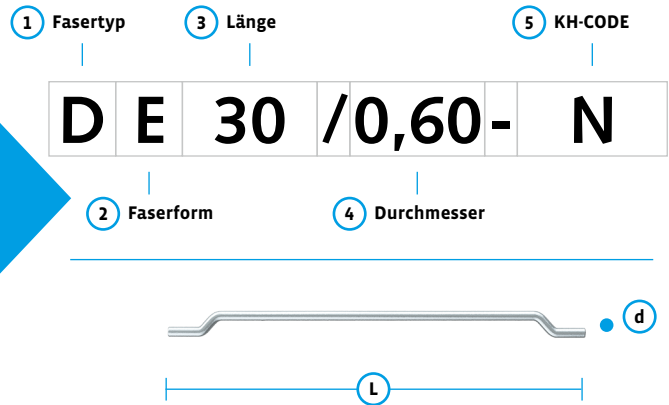 1 Fasertyp 3 Länge 5 KH-CODE
D E 30 /0,60- N
2 Faserform 4 Durchmesser
d
L